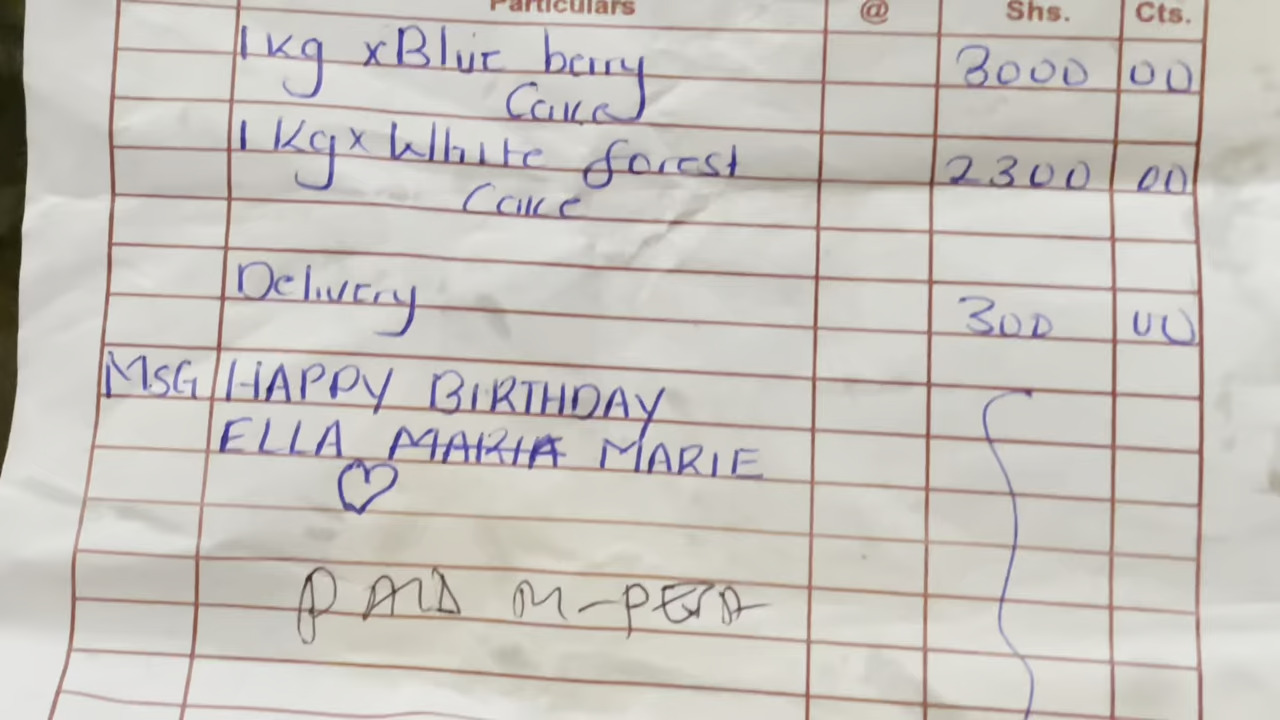 Particulars @ Shs. Cts.
1kg x Blue berry 3000 00
Cake
1Kg x White forest 2300 00
Cake
Delivery 300 00
MSG HAPPY BIRTHDAY
ELLA MARIA MARIE
PAID M-PESA